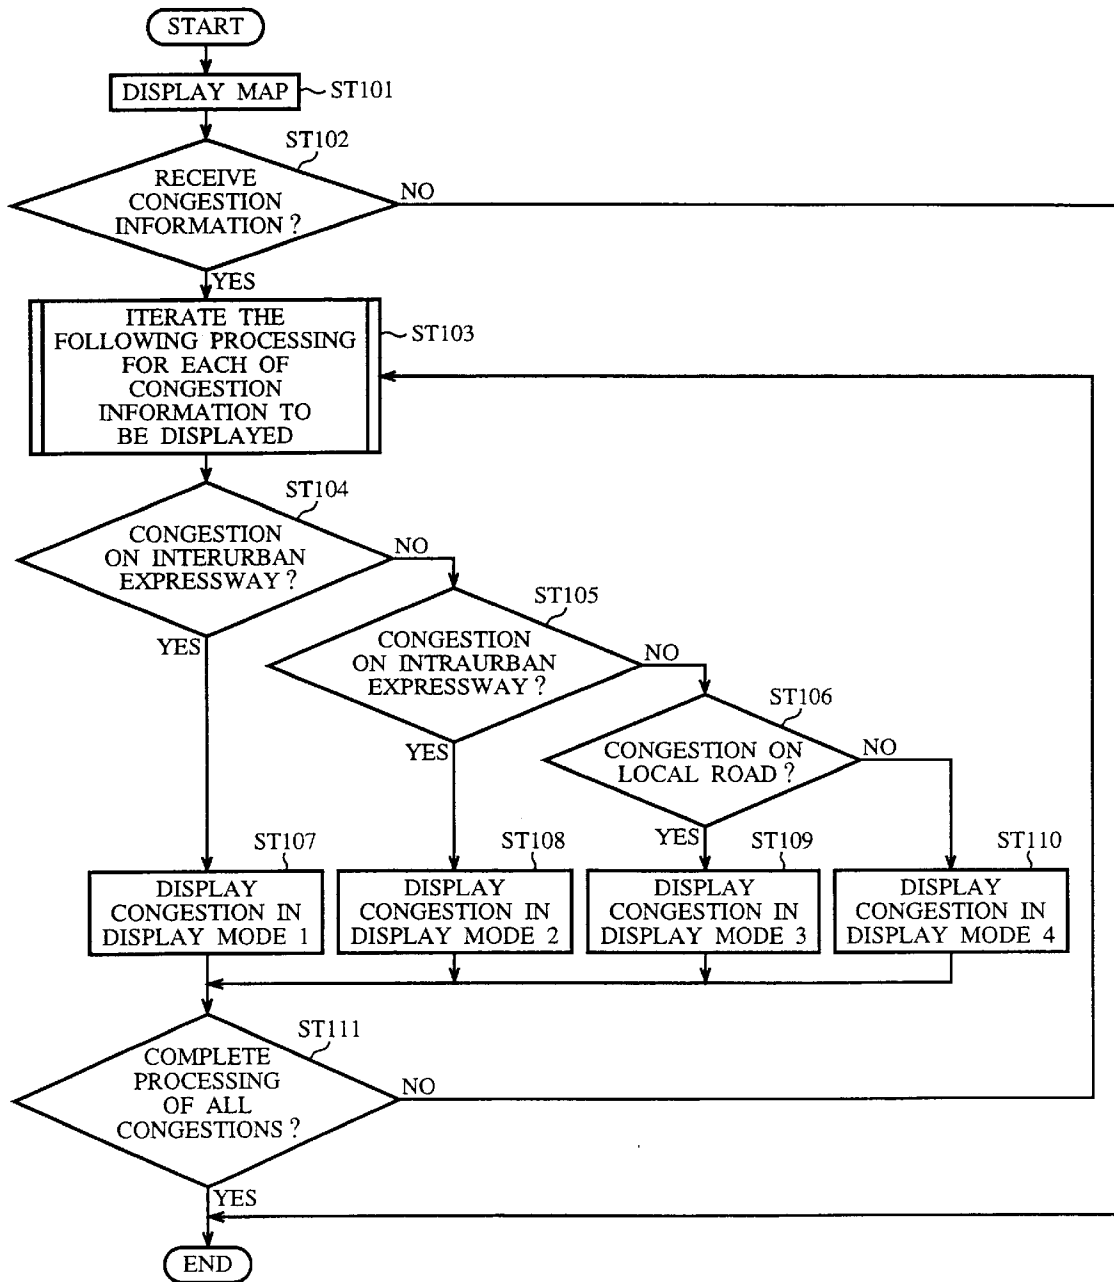 START
DISPLAY MAP
ST101
ST102
RECEIVE
CONGESTION
INFORMATION?
NO
YES
ITERATE THE
FOLLOWING PROCESSING
FOR EACH OF
CONGESTION
INFORMATION TO
BE DISPLAYED
ST103
ST104
CONGESTION
ON INTERURBAN
EXPRESSWAY?
NO
YES
ST105
CONGESTION
ON INTRAURBAN
EXPRESSWAY?
NO
YES
ST106
CONGESTION ON
LOCAL ROAD?
NO
YES
ST107
DISPLAY
CONGESTION IN
DISPLAY MODE 1
ST108
DISPLAY
CONGESTION IN
DISPLAY MODE 2
ST109
DISPLAY
CONGESTION IN
DISPLAY MODE 3
ST110
DISPLAY
CONGESTION IN
DISPLAY MODE 4
ST111
COMPLETE
PROCESSING
OF ALL
CONGESTIONS?
NO
YES
END